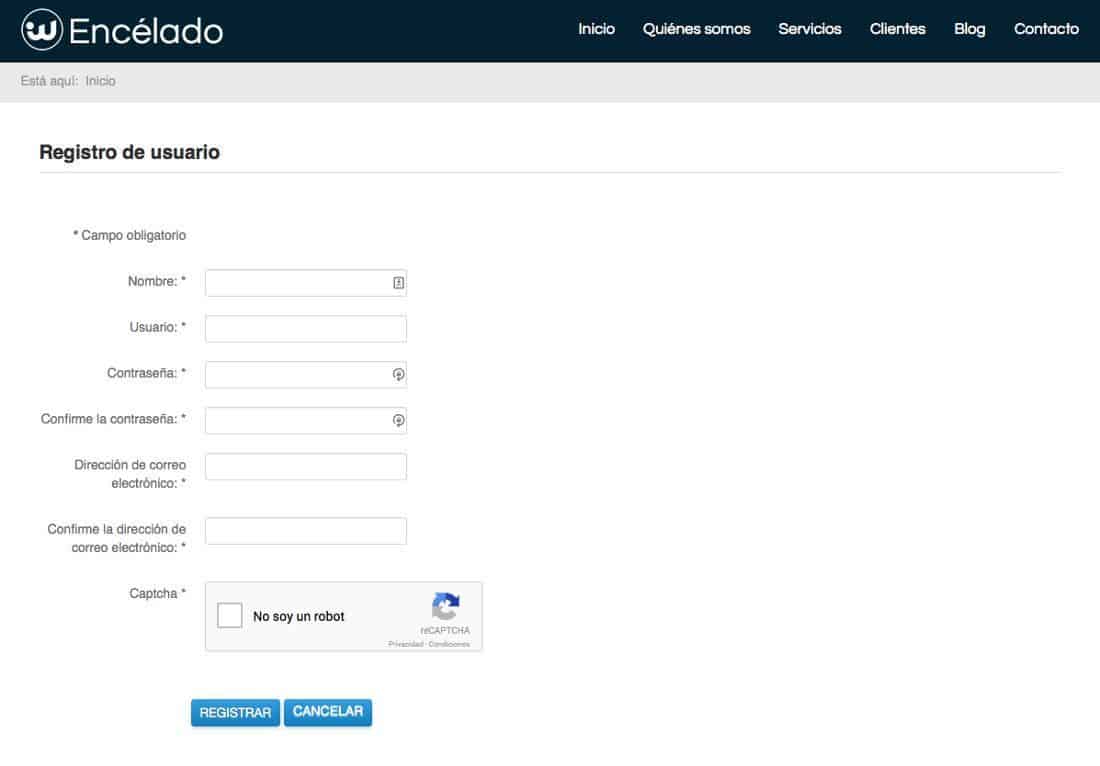 Encélado
Inicio Quiénes somos Servicios Clientes Blog Contacto
Está aquí: Inicio
Registro de usuario
* Campo obligatorio
Nombre: *
Usuario: *
Contraseña: *
Confirme la contraseña: *
Dirección de correo
electrónico: *
Confirme la dirección de
correo electrónico: *
Captcha *
No soy un robot
reCAPTCHA
Privacidad - Condiciones
REGISTRAR CANCELAR